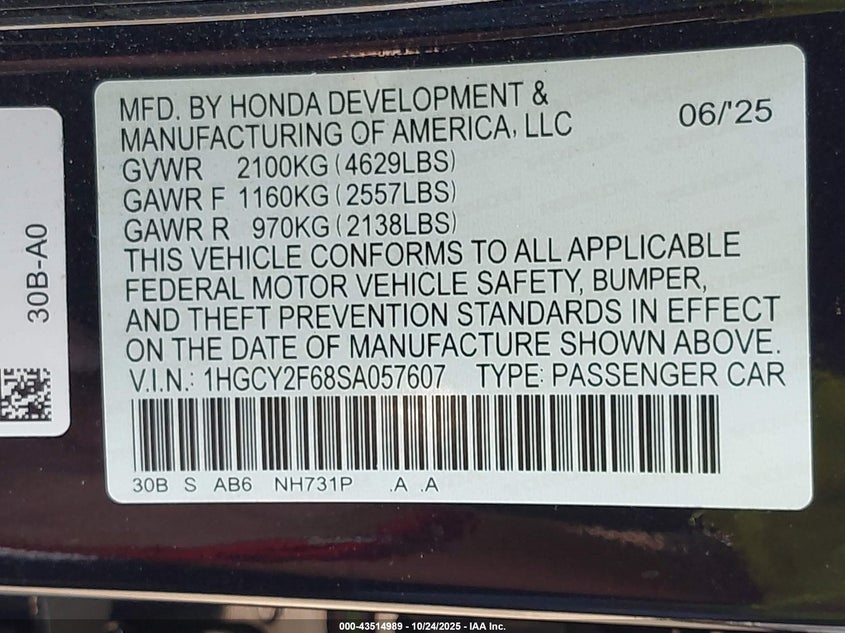 MFD. BY HONDA DEVELOPMENT &
MANUFACTURING OF AMERICA, LLC
06/'25
GVWR 2100KG (4629LBS)
GAWR F 1160KG (2557LBS)
GAWR R 970KG (2138LBS)
THIS VEHICLE CONFORMS TO ALL APPLICABLE
FEDERAL MOTOR VEHICLE SAFETY, BUMPER,
AND THEFT PREVENTION STANDARDS IN EFFECT
ON THE DATE OF MANUFACTURE SHOWN ABOVE.
V.I.N.: 1HGCY2F68SA057607 TYPE: PASSENGER CAR
30B S AB6 NH731P .A .A
30B-A0
000-43514989 - 10/24/2025 - IAA Inc.